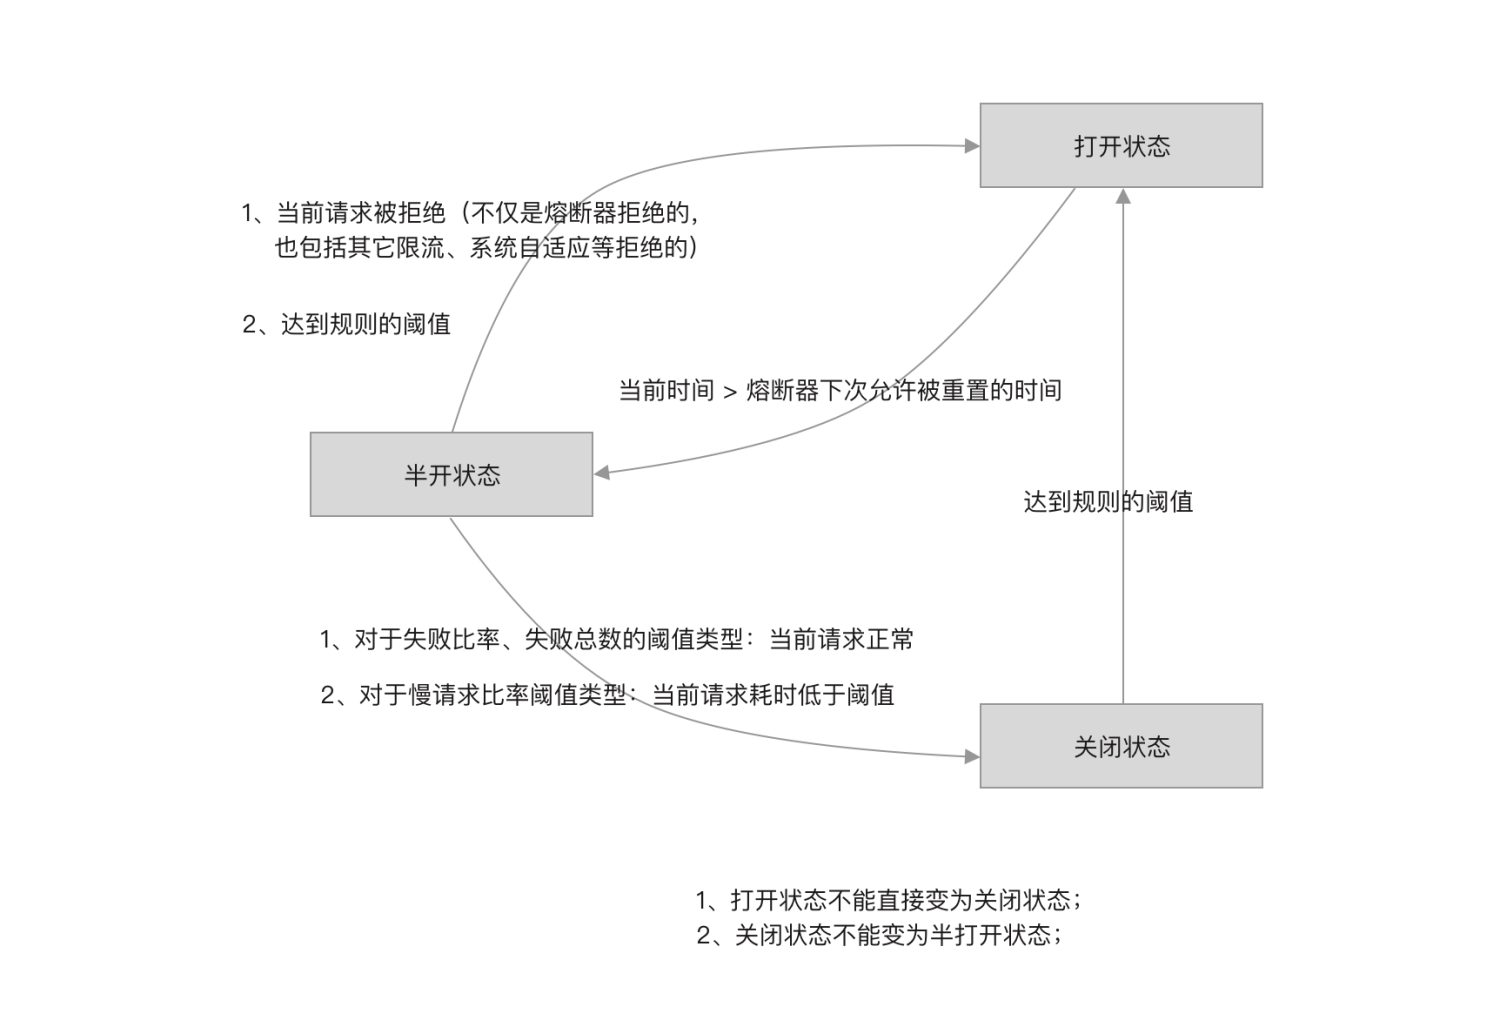 打开状态
1、当前请求被拒绝（不仅是熔断器拒绝的，
也包括其它限流、系统自适应等拒绝的）
2、达到规则的阈值
当前时间 > 熔断器下次允许被重置的时间
半开状态
达到规则的阈值
1、对于失败比率、失败总数的阈值类型：当前请求正常
2、对于慢请求比率阈值类型：当前请求耗时低于阈值
关闭状态
1、打开状态不能直接变为关闭状态；
2、关闭状态不能变为半打开状态；